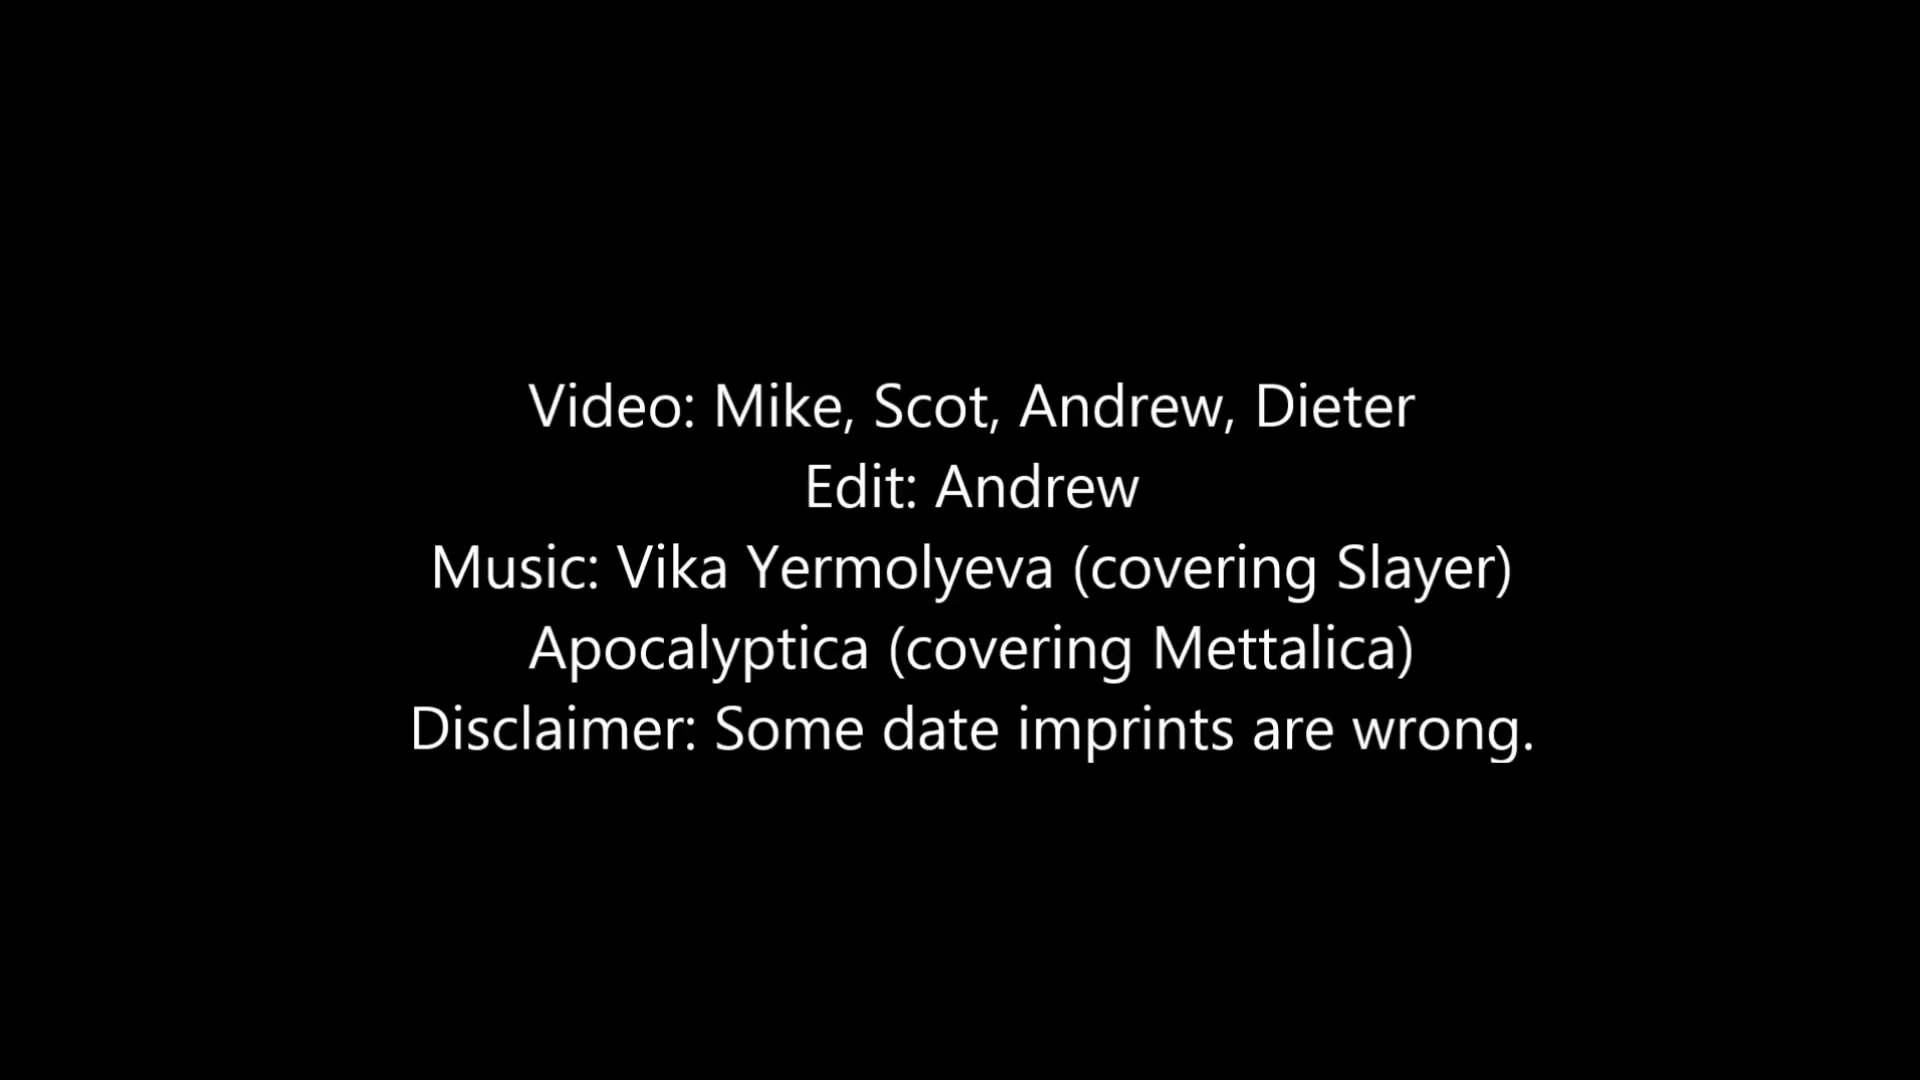 Video: Mike, Scot, Andrew, Dieter
Edit: Andrew
Music: Vika Yermolyeva (covering Slayer)
Apocalyptica (covering Mettalica)
Disclaimer: Some date imprints are wrong.